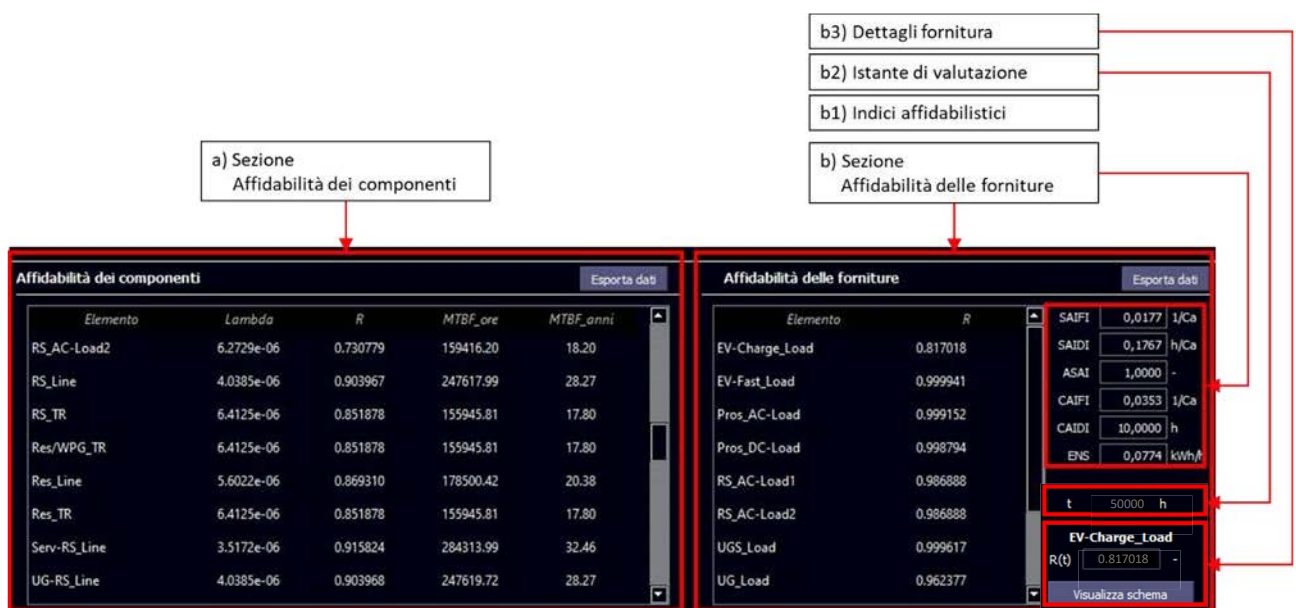 b3) Dettagli fornitura
b2) Istante di valutazione
b1) Indici affidabilistici
a) Sezione
Affidabilità dei componenti
b) Sezione
Affidabilità delle forniture
Affidabilità dei componenti
Esporta dati
Elemento Lambda R MTBF_ore MTBF_anni
RS_AC-Load2 6.2729e-06 0.730779 159416.20 18.20
RS_Line 4.0385e-06 0.903967 247617.99 28.27
RS_TR 6.4125e-06 0.851878 155945.81 17.80
Res/WPG_TR 6.4125e-06 0.851878 155945.81 17.80
Res_Line 5.6022e-06 0.869310 178500.42 20.38
Res_TR 6.4125e-06 0.851878 155945.81 17.80
Serv-RS_Line 3.5172e-06 0.915824 284313.99 32.46
UG-RS_Line 4.0385e-06 0.903968 247619.72 28.27
Affidabilità delle forniture
Esporta dati
Elemento R
EV-Charge_Load 0.817018
EV-Fast_Load 0.999941
Pros_AC-Load 0.999152
Pros_DC-Load 0.998794
RS_AC-Load1 0.986888
RS_AC-Load2 0.986888
UGS_Load 0.999617
UG_Load 0.962377
SAIFI 0,0177 1/Ca
SAIDI 0,1767 h/Ca
ASAI 1,0000 -
CAIFI 0,0353 1/Ca
CAIDI 10,0000 h
ENS 0,0774 kWh/
t 50000 h
EV-Charge_Load
R(t) 0.817018 -
Visualizza schema